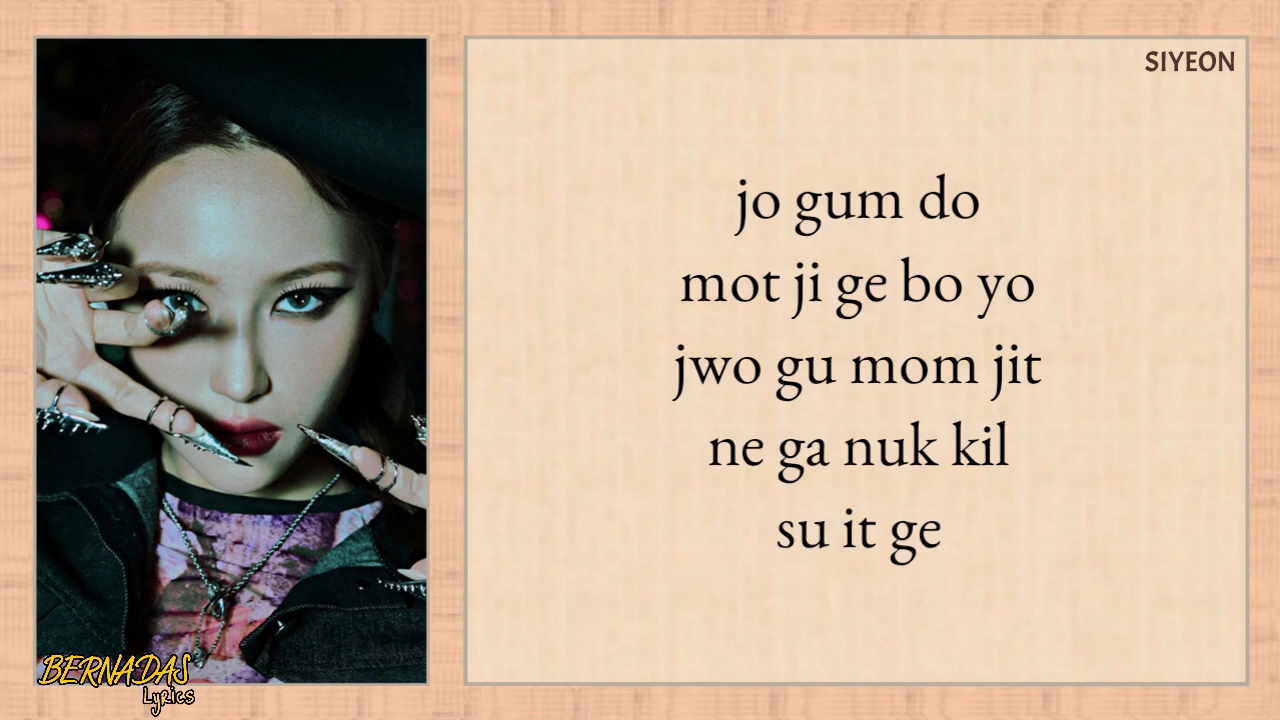 SIYEON
jo gum do
mot ji ge bo yo
jwo gu mom jit
ne ga nuk kil
su it ge
BERNADAS
Lyrics